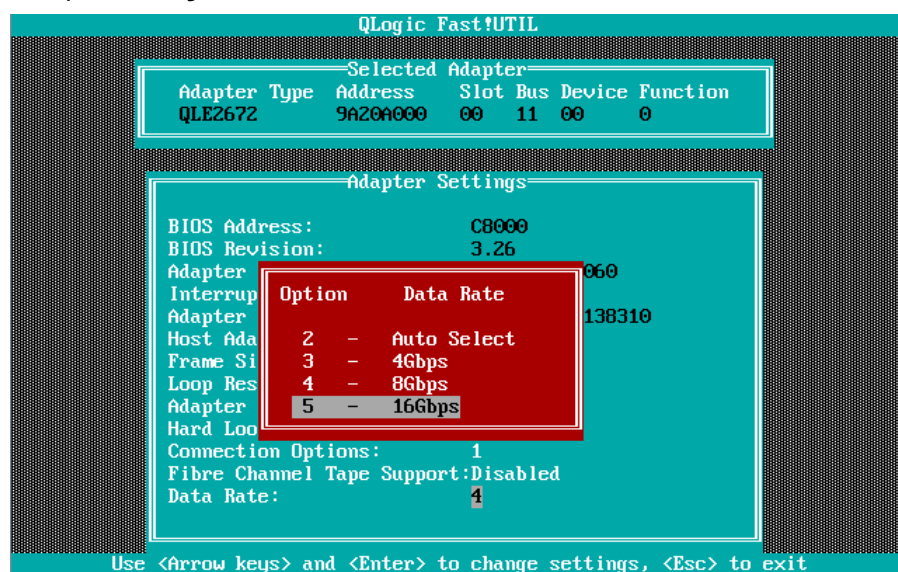 QLogic Fast!UTIL
Selected Adapter
Adapter Type Address Slot Bus Device Function
QLE2672 9A20A000 00 11 00 0
Adapter Settings
BIOS Address: C8000
BIOS Revision: 3.26
Adapter 060
Interrup
Adapter 138310
Host Ada
Frame Si
Loop Res
Adapter
Hard Loo
Option Data Rate
2 - Auto Select
3 - 4Gbps
4 - 8Gbps
5 - 16Gbps
Connection Options: 1
Fibre Channel Tape Support:Disabled
Data Rate: 4
Use <Arrow keys> and <Enter> to change settings, <Esc> to exit